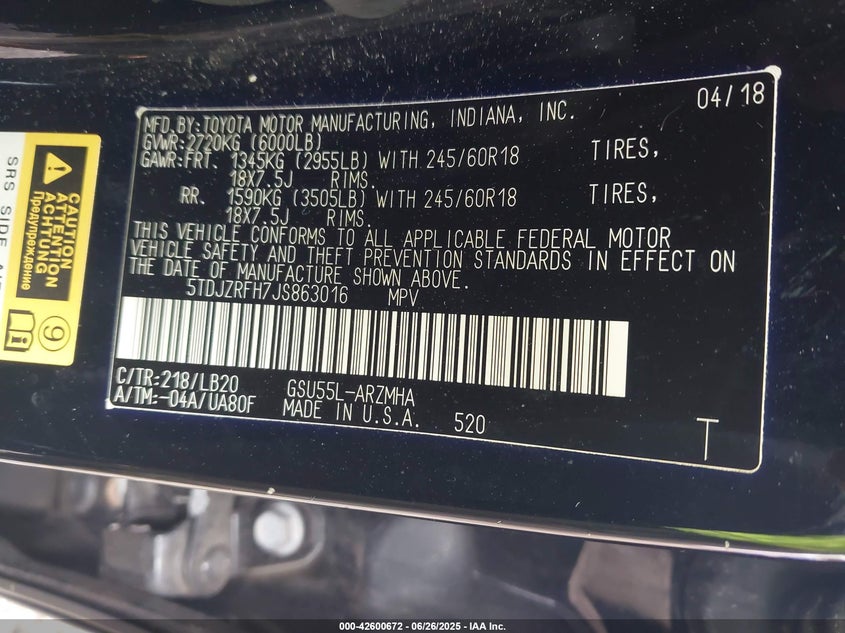 04/18
MFD.BY:TOYOTA MOTOR MANUFACTURING, INDIANA, INC.
GVWR:2720KG (6000LB)
GAWR:FRT. 1345KG (2955LB) WITH 245/60R18 TIRES,
18X7.5J RIMS.
RR. 1590KG (3505LB) WITH 245/60R18 TIRES,
18X7.5J RIMS.
THIS VEHICLE CONFORMS TO ALL APPLICABLE FEDERAL MOTOR
VEHICLE SAFETY AND THEFT PREVENTION STANDARDS IN EFFECT ON
THE DATE OF MANUFACTURE SHOWN ABOVE.
5TDJZRFH7JS863016 MPV
C/TR:218/LB20 GSU55L-ARZMHA
A/TM:-04A/UA80F MADE IN U.S.A. 520
T
CAUTION
ATTENTION
ACHTUNG
Предупреждение
SRS SIDE
9
000-42600672 - 06/26/2025 - IAA Inc.